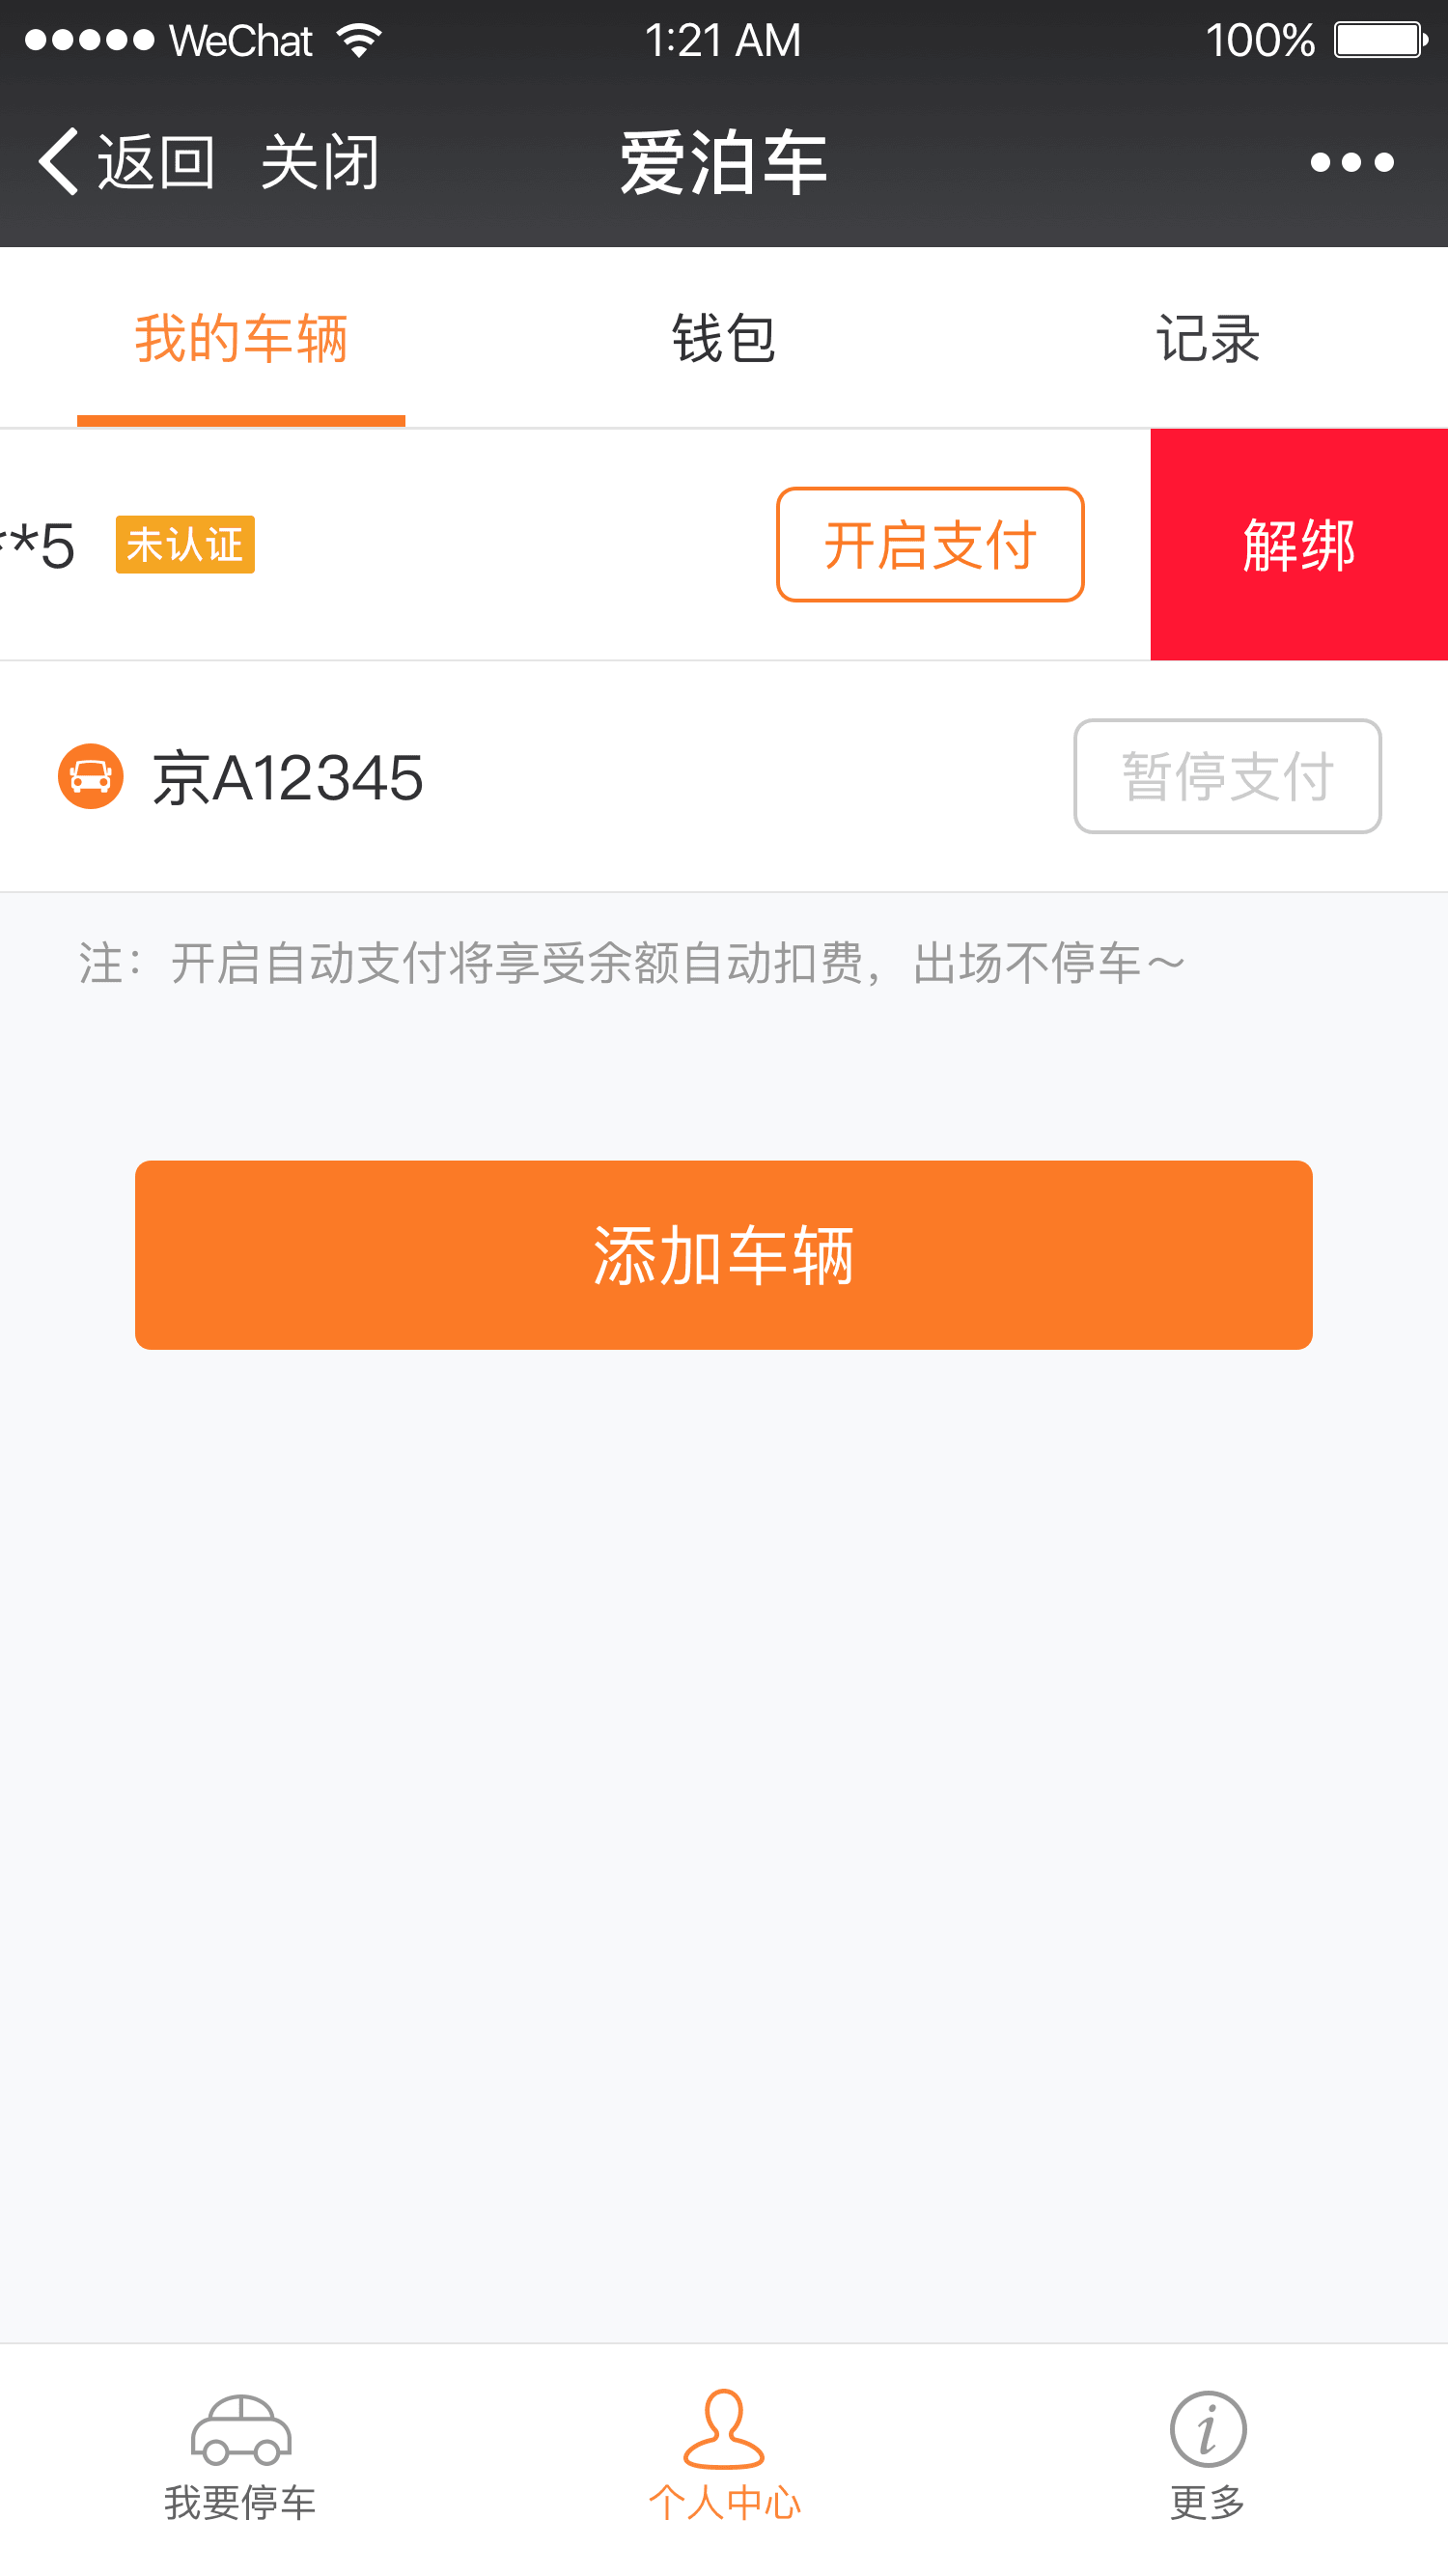 WeChat 1:21 AM 100%
返回 关闭 爱泊车
我的车辆 钱包 记录
**5 未认证 开启支付 解绑
京A12345 暂停支付
注：开启自动支付将享受余额自动扣费，出场不停车～
添加车辆
我要停车 个人中心 更多